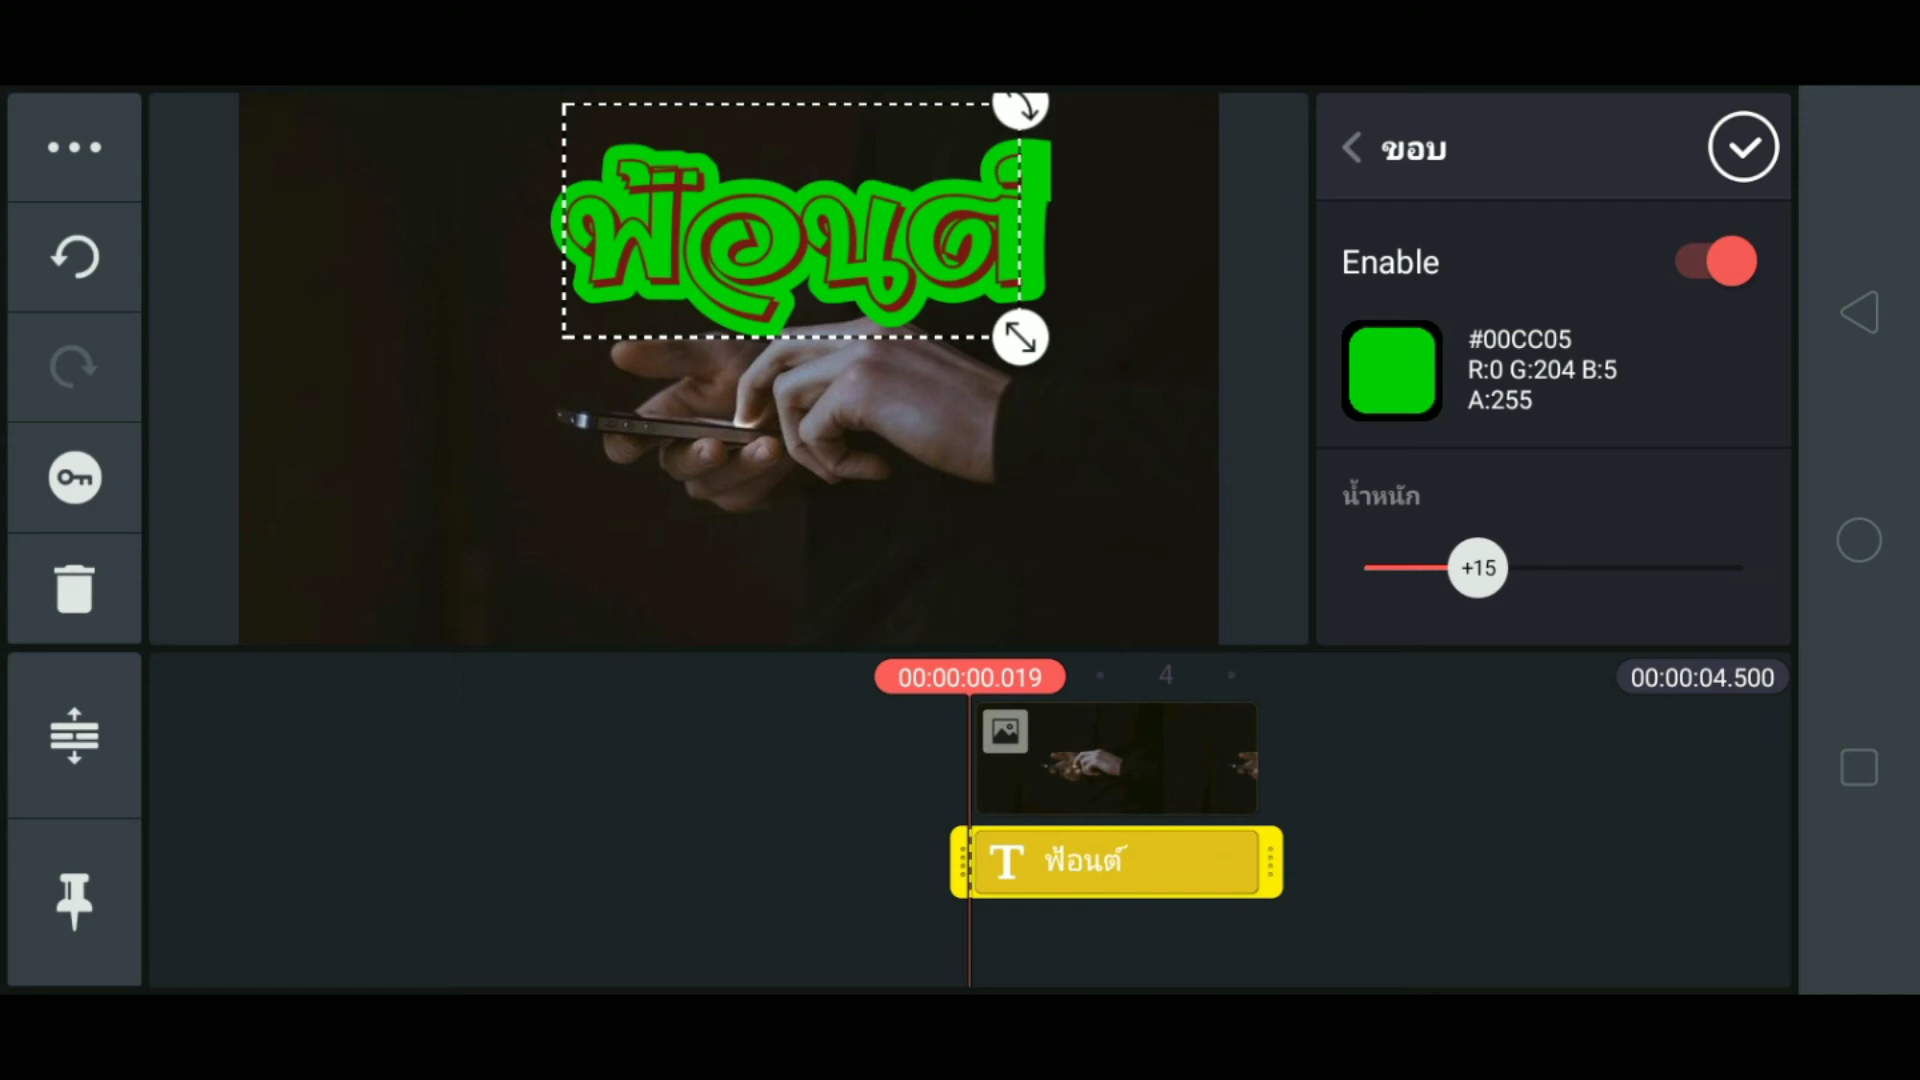 ฟ้อนต์
ขอบ
Enable
#00CC05
R:0 G:204 B:5
A:255
น้ำหนัก
+15
00:00:00.019
4
00:00:04.500
T ฟ้อนต์